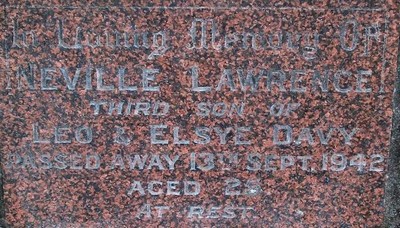 In Loving Memory Of
NEVILLE LAWRENCE
THIRD SON OF
LEO & ELSYE DAVY
PASSED AWAY 13TH SEPT. 1942
AGED
AT REST.